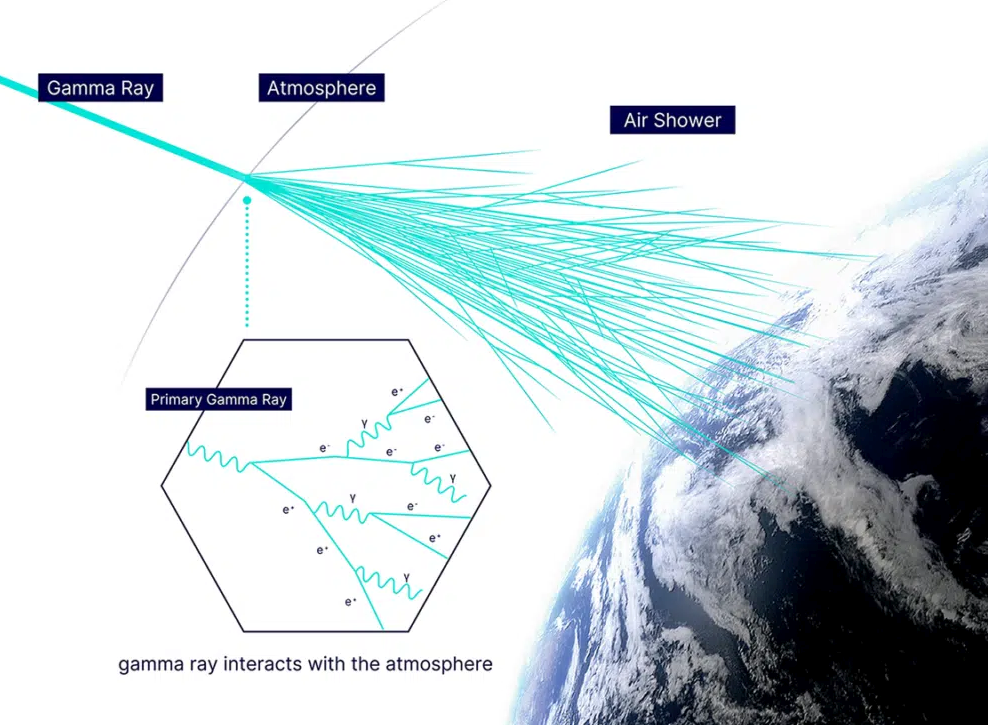 Gamma Ray
Atmosphere
Air Shower
Primary Gamma Ray
e⁺
γ
e⁻
e⁻
e⁻
e⁻
γ
γ
e⁻
e⁺
e⁺
e⁺
γ
e⁺
gamma ray interacts with the atmosphere